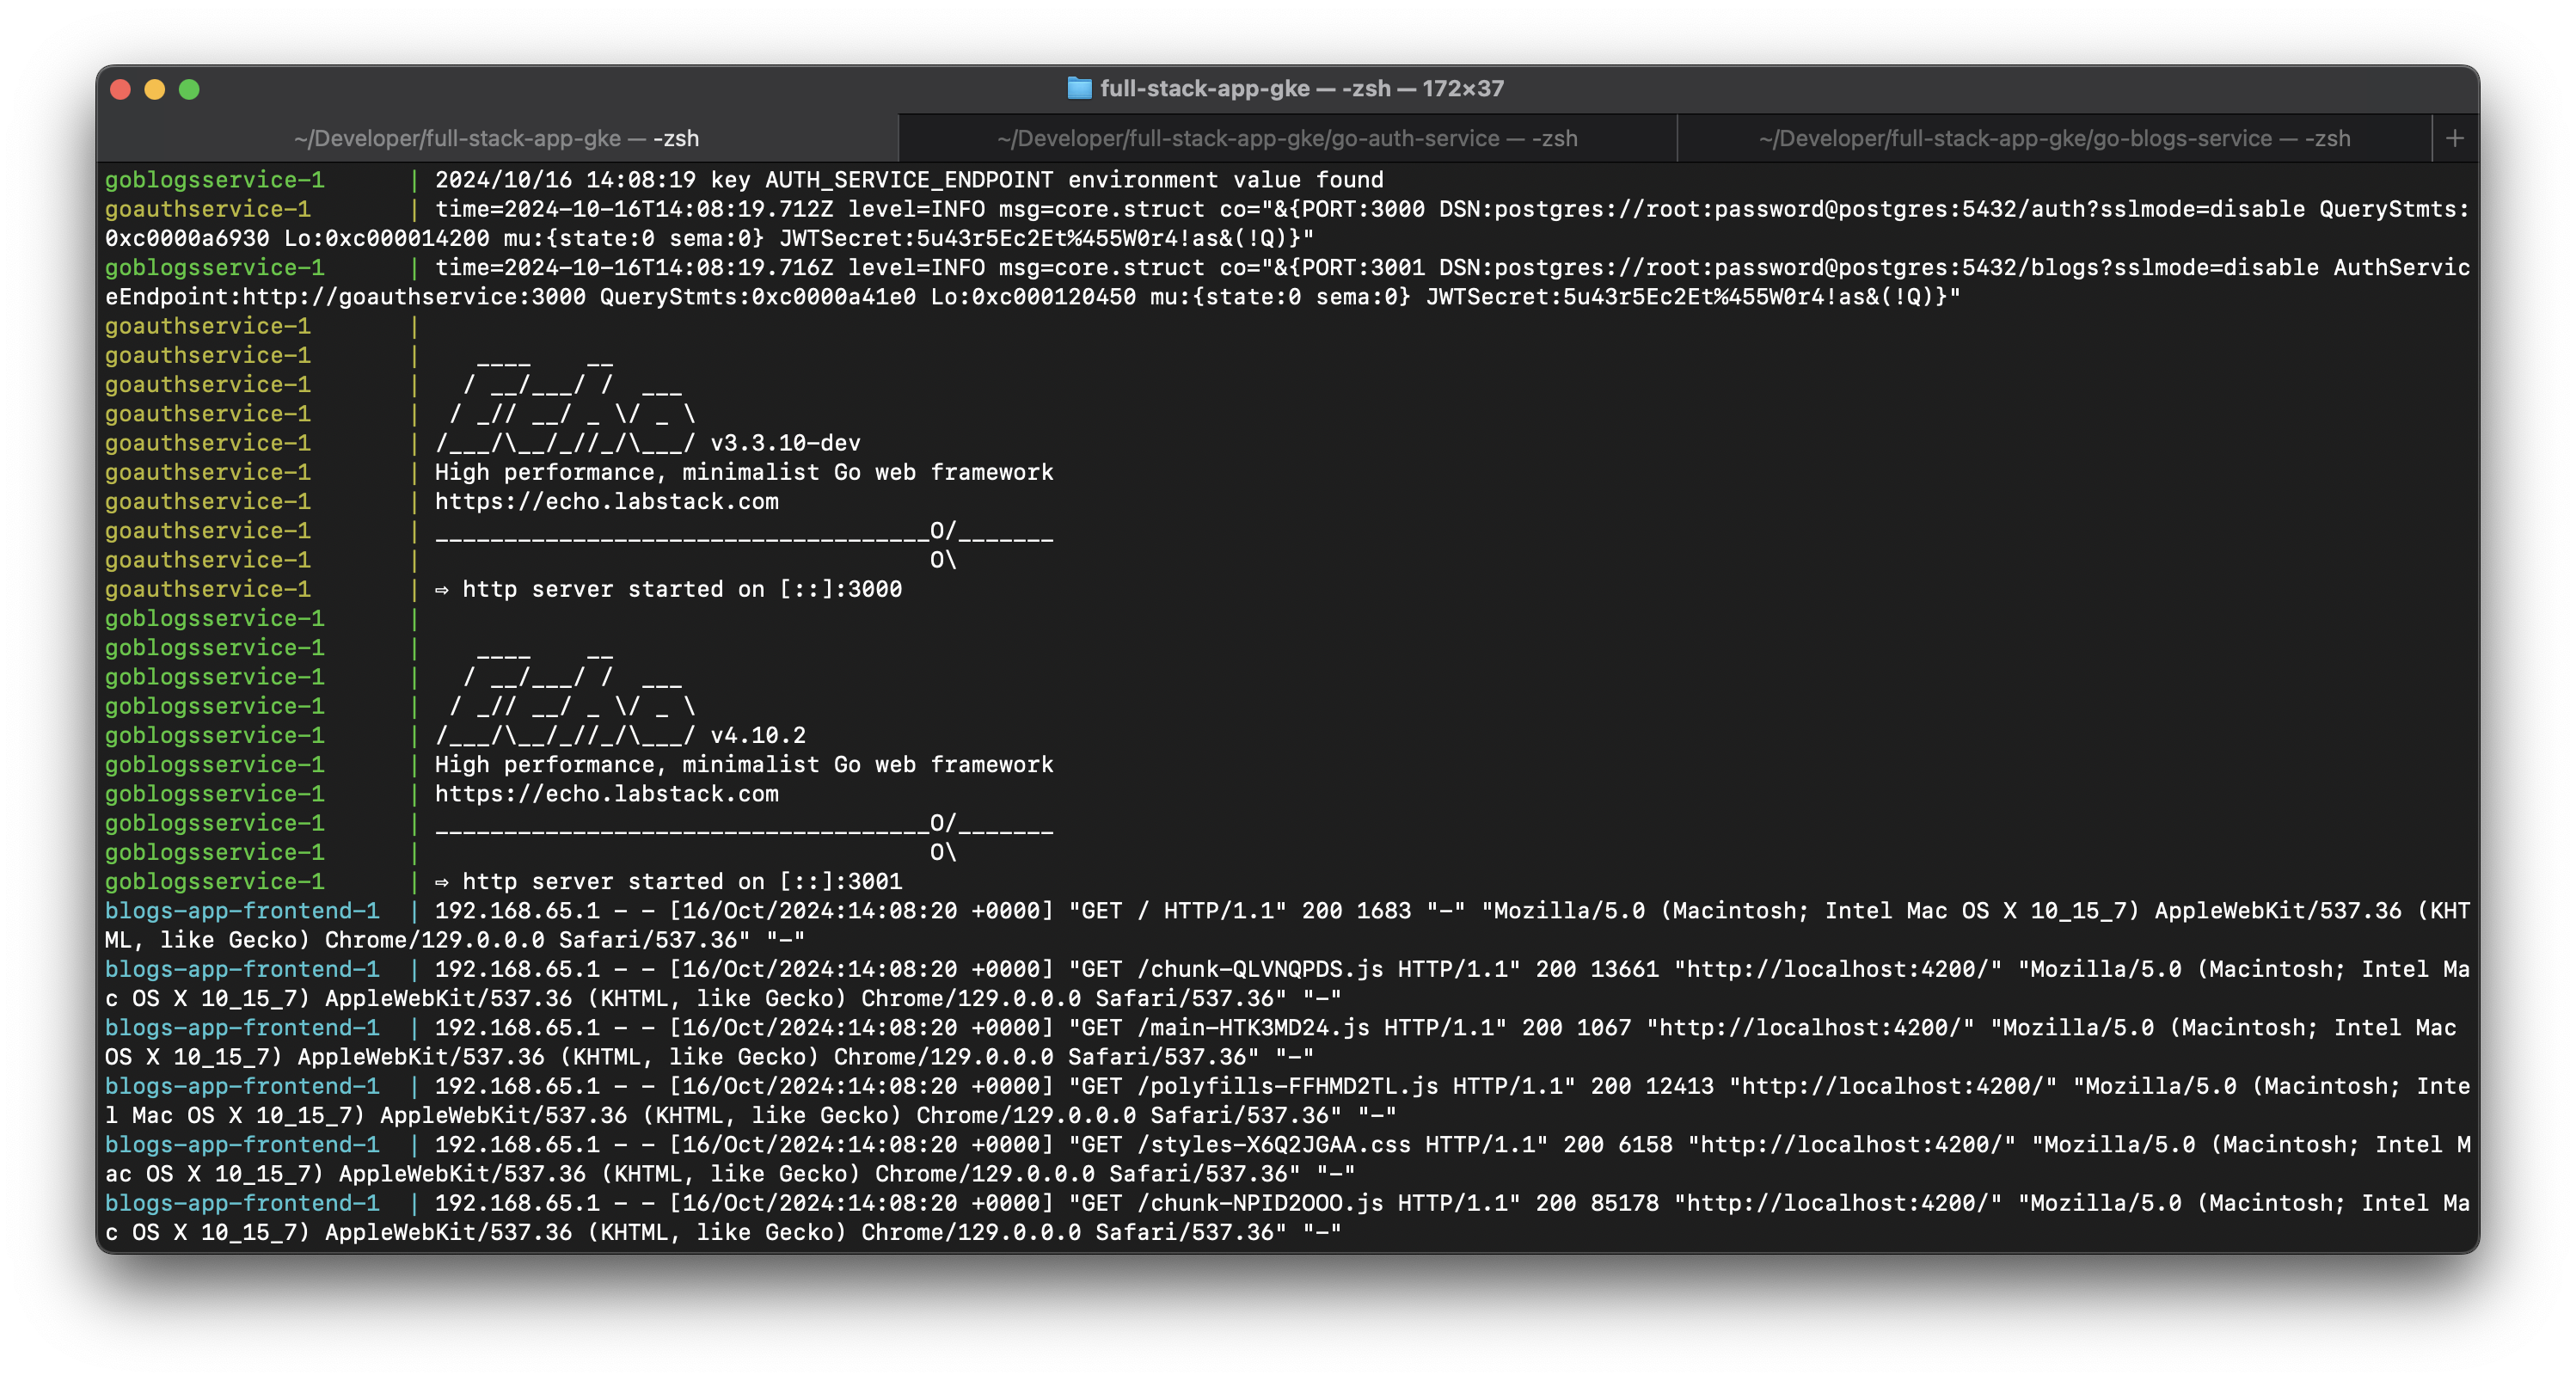 full-stack-app-gke — -zsh — 172×37
~/Developer/full-stack-app-gke — -zsh
~/Developer/full-stack-app-gke/go-auth-service — -zsh
~/Developer/full-stack-app-gke/go-blogs-service — -zsh
+
goblogsservice-1      | 2024/10/16 14:08:19 key AUTH_SERVICE_ENDPOINT environment value found
goauthservice-1       | time=2024-10-16T14:08:19.712Z level=INFO msg=core.struct co="&{PORT:3000 DSN:postgres://root:password@postgres:5432/auth?sslmode=disable QueryStmts:
0xc0000a6930 Lo:0xc000014200 mu:{state:0 sema:0} JWTSecret:5u43r5Ec2Et%455W0r4!as&(!Q)}"
goblogsservice-1      | time=2024-10-16T14:08:19.716Z level=INFO msg=core.struct co="&{PORT:3001 DSN:postgres://root:password@postgres:5432/blogs?sslmode=disable AuthServic
eEndpoint:http://goauthservice:3000 QueryStmts:0xc0000a41e0 Lo:0xc000120450 mu:{state:0 sema:0} JWTSecret:5u43r5Ec2Et%455W0r4!as&(!Q)}"
goauthservice-1       |
goauthservice-1       |    ____    __
goauthservice-1       |   / __/___/ /  ___
goauthservice-1       |  / _// __/ _ \/ _ \
goauthservice-1       | /___/\__/_//_/\___/ v3.3.10-dev
goauthservice-1       | High performance, minimalist Go web framework
goauthservice-1       | https://echo.labstack.com
goauthservice-1       | ____________________________________O/_______
goauthservice-1       |                                     O\
goauthservice-1       | ⇨ http server started on [::]:3000
goblogsservice-1      |
goblogsservice-1      |    ____    __
goblogsservice-1      |   / __/___/ /  ___
goblogsservice-1      |  / _// __/ _ \/ _ \
goblogsservice-1      | /___/\__/_//_/\___/ v4.10.2
goblogsservice-1      | High performance, minimalist Go web framework
goblogsservice-1      | https://echo.labstack.com
goblogsservice-1      | ____________________________________O/_______
goblogsservice-1      |                                     O\
goblogsservice-1      | ⇨ http server started on [::]:3001
blogs-app-frontend-1  | 192.168.65.1 - - [16/Oct/2024:14:08:20 +0000] "GET / HTTP/1.1" 200 1683 "-" "Mozilla/5.0 (Macintosh; Intel Mac OS X 10_15_7) AppleWebKit/537.36 (KHT
ML, like Gecko) Chrome/129.0.0.0 Safari/537.36" "-"
blogs-app-frontend-1  | 192.168.65.1 - - [16/Oct/2024:14:08:20 +0000] "GET /chunk-QLVNQPDS.js HTTP/1.1" 200 13661 "http://localhost:4200/" "Mozilla/5.0 (Macintosh; Intel Ma
c OS X 10_15_7) AppleWebKit/537.36 (KHTML, like Gecko) Chrome/129.0.0.0 Safari/537.36" "-"
blogs-app-frontend-1  | 192.168.65.1 - - [16/Oct/2024:14:08:20 +0000] "GET /main-HTK3MD24.js HTTP/1.1" 200 1067 "http://localhost:4200/" "Mozilla/5.0 (Macintosh; Intel Mac 
OS X 10_15_7) AppleWebKit/537.36 (KHTML, like Gecko) Chrome/129.0.0.0 Safari/537.36" "-"
blogs-app-frontend-1  | 192.168.65.1 - - [16/Oct/2024:14:08:20 +0000] "GET /polyfills-FFHMD2TL.js HTTP/1.1" 200 12413 "http://localhost:4200/" "Mozilla/5.0 (Macintosh; Inte
l Mac OS X 10_15_7) AppleWebKit/537.36 (KHTML, like Gecko) Chrome/129.0.0.0 Safari/537.36" "-"
blogs-app-frontend-1  | 192.168.65.1 - - [16/Oct/2024:14:08:20 +0000] "GET /styles-X6Q2JGAA.css HTTP/1.1" 200 6158 "http://localhost:4200/" "Mozilla/5.0 (Macintosh; Intel M
ac OS X 10_15_7) AppleWebKit/537.36 (KHTML, like Gecko) Chrome/129.0.0.0 Safari/537.36" "-"
blogs-app-frontend-1  | 192.168.65.1 - - [16/Oct/2024:14:08:20 +0000] "GET /chunk-NPID2OOO.js HTTP/1.1" 200 85178 "http://localhost:4200/" "Mozilla/5.0 (Macintosh; Intel Ma
c OS X 10_15_7) AppleWebKit/537.36 (KHTML, like Gecko) Chrome/129.0.0.0 Safari/537.36" "-"